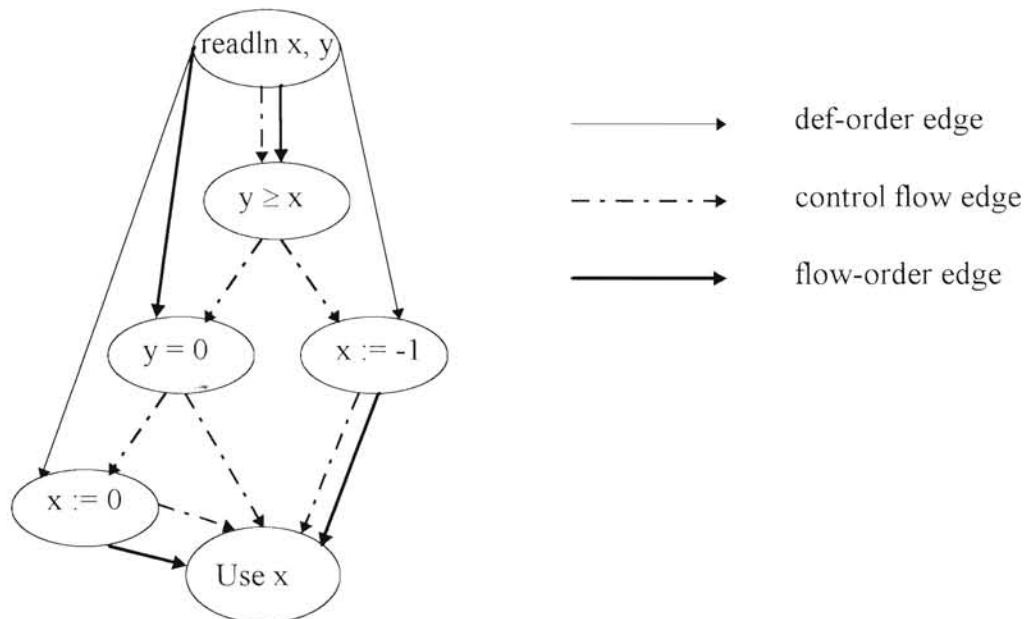 readln x, y
def-order edge
y ≥ x
control flow edge
flow-order edge
y = 0
x := -1
x := 0
Use x